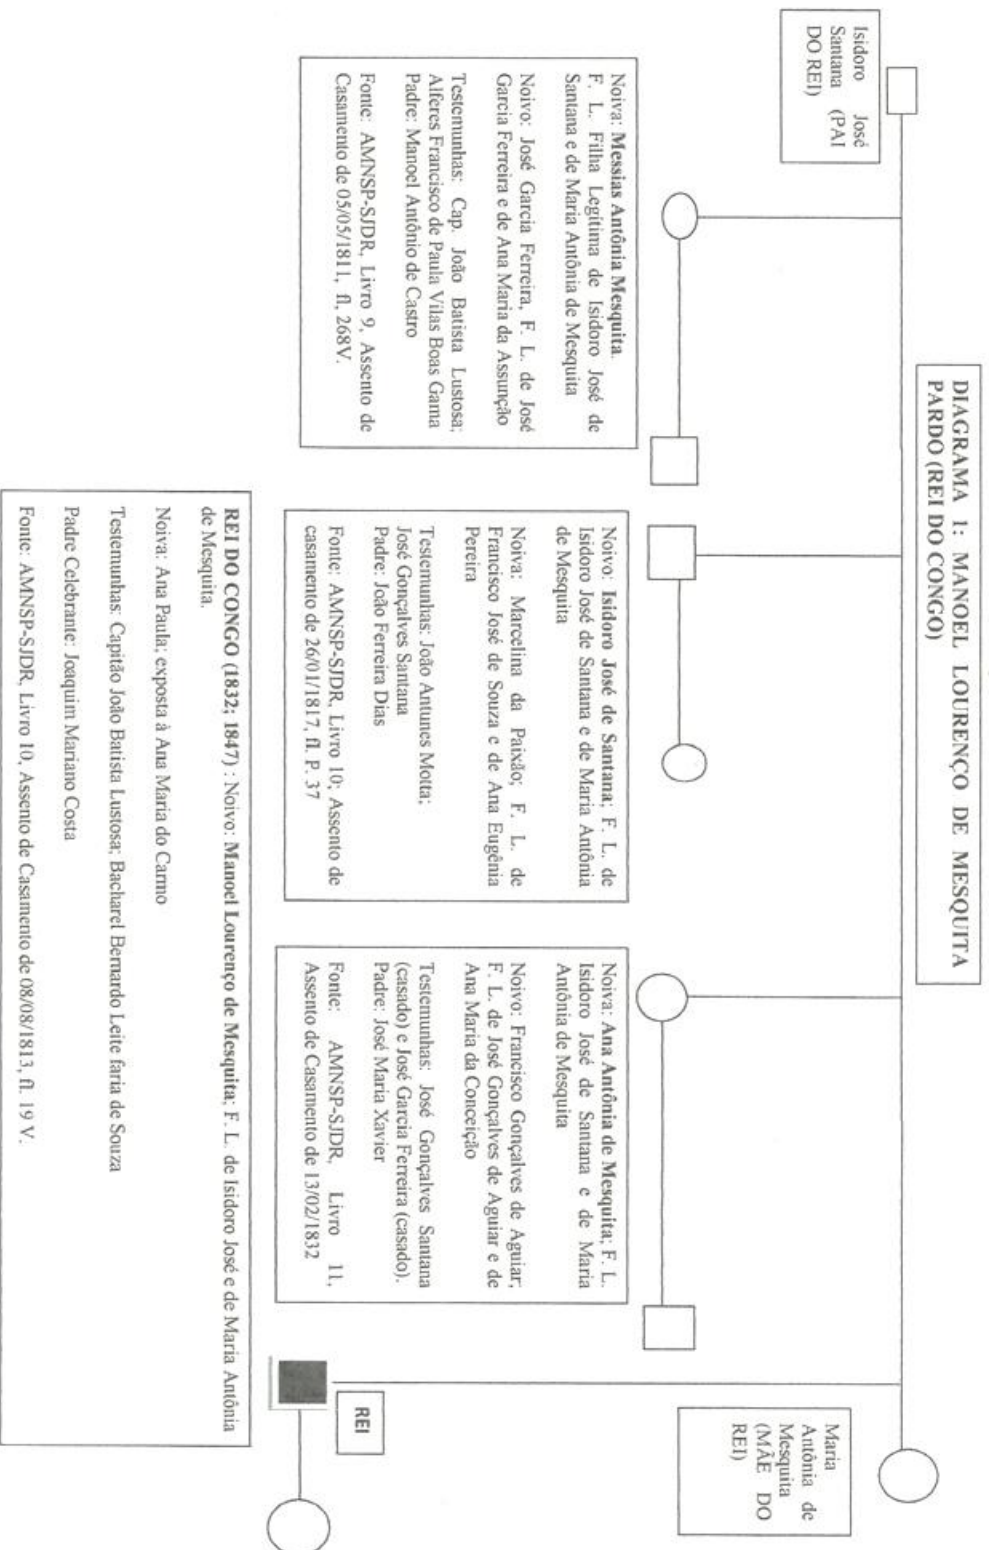 DIAGRAMA 1: MANOEL LOURENÇO DE MESQUITA
PARDO (REI DO CONGO)
Isidoro José
Santana (PAI
DO REI)
Maria
Antônia de
Mesquita
(MÃE DO
REI)
Noiva: Messias Antônia Mesquita.
F. L. Filha Legítima de Isidoro José de
Santana e de Maria Antônia de Mesquita
Noivo: José Garcia Ferreira, F. L. de José
Garcia Ferreira e de Ana Maria da Assunção
Testemunhas: Cap. João Batista Lustosa;
Alferes Francisco de Paula Vilas Boas Gama
Padre: Manoel Antônio de Castro
Fonte: AMNSP-SJDR, Livro 9, Assento de
Casamento de 05/05/1811, fl. 268V.
Noivo: Isidoro José de Santana; F. L. de
Isidoro José de Santana e de Maria Antônia
de Mesquita
Noiva: Marcelina da Paixão; F. L. de
Francisco José de Souza e de Ana Eugênia
Pereira
Testemunhas: João Antunes Motta;
José Gonçalves Santana
Padre: João Ferreira Dias
Fonte: AMNSP-SJDR, Livro 10; Assento de
casamento de 26/01/1817, fl. P. 37
Noiva: Ana Antônia de Mesquita; F. L.
Isidoro José de Santana e de Maria
Antônia de Mesquita
Noivo: Francisco Gonçalves de Aguiar;
F. L. de José Gonçalves de Aguiar e de
Ana Maria da Conceição
Testemunhas: José Gonçalves Santana
(casado) e José Garcia Ferreira (casado).
Padre: José Maria Xavier
Fonte: AMNSP-SJDR, Livro 11,
Assento de Casamento de 13/02/1832
REI
REI DO CONGO (1832; 1847) : Noivo: Manoel Lourenço de Mesquita; F. L. de Isidoro José e de Maria Antônia
de Mesquita.
Noiva: Ana Paula; exposta à Ana Maria do Carmo
Testemunhas: Capitão João Batista Lustosa; Bacharel Bernardo Leite faria de Souza
Padre Celebrante: Joaquim Mariano Costa
Fonte: AMNSP-SJDR, Livro 10, Assento de Casamento de 08/08/1813, fl. 19 V.